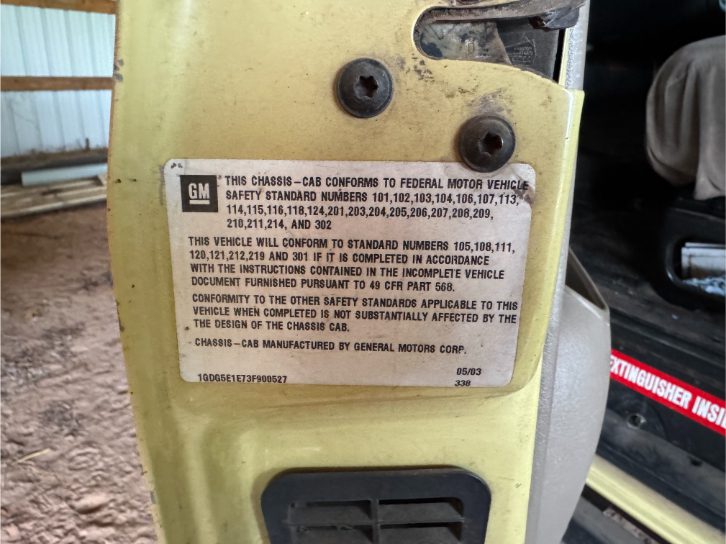 GM
THIS CHASSIS-CAB CONFORMS TO FEDERAL MOTOR VEHICLE
SAFETY STANDARD NUMBERS 101,102,103,104,106,107,113,
114,115,116,118,124,201,203,204,205,206,207,208,209,
210,211,214, AND 302
THIS VEHICLE WILL CONFORM TO STANDARD NUMBERS 105,108,111,
120,121,212,219 AND 301 IF IT IS COMPLETED IN ACCORDANCE
WITH THE INSTRUCTIONS CONTAINED IN THE INCOMPLETE VEHICLE
DOCUMENT FURNISHED PURSUANT TO 49 CFR PART 568.
CONFORMITY TO THE OTHER SAFETY STANDARDS APPLICABLE TO THIS
VEHICLE WHEN COMPLETED IS NOT SUBSTANTIALLY AFFECTED BY THE
THE DESIGN OF THE CHASSIS CAB.
CHASSIS-CAB MANUFACTURED BY GENERAL MOTORS CORP.
1GDG5E1E73F900527 05/03
338
EXTINGUISHER INSI